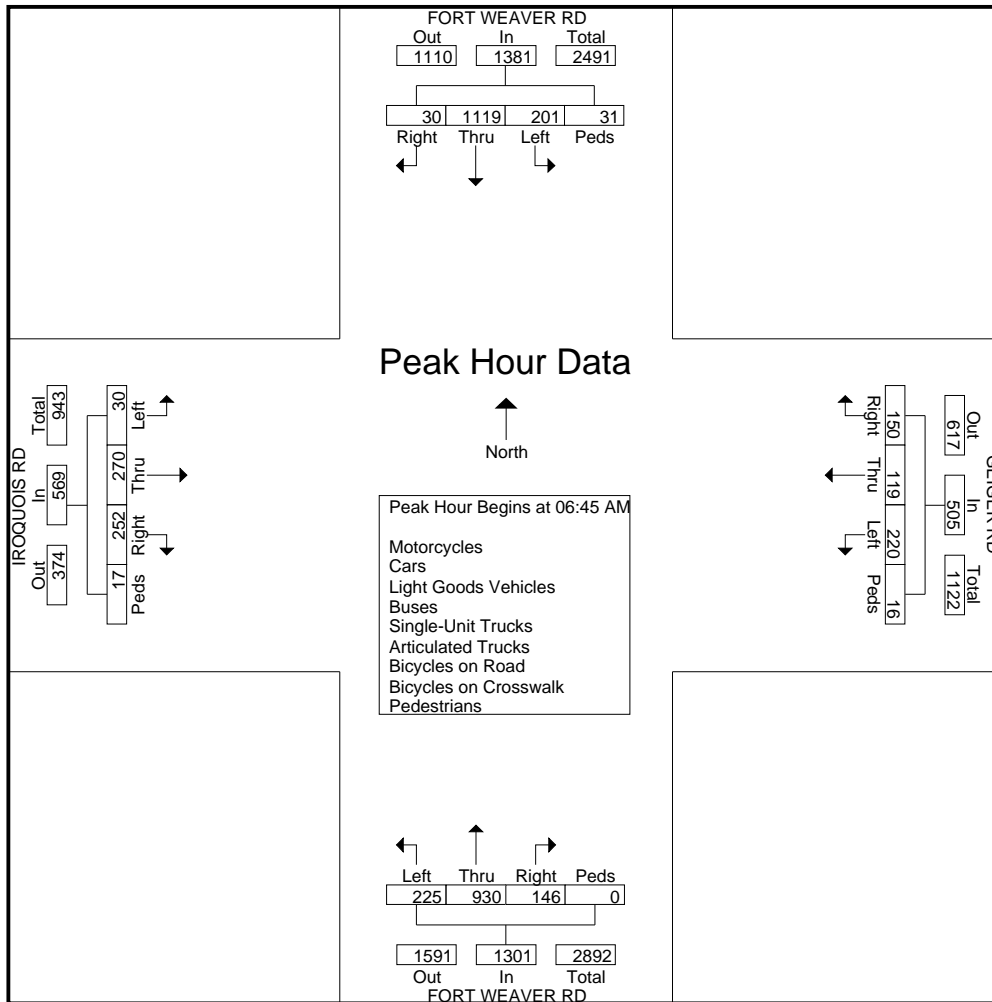 FORT WEAVER RD
Out In Total
1110 1381 2491
30 1119 201 31
Right Thru Left Peds
Peak Hour Data
North
Peak Hour Begins at 06:45 AM
Motorcycles
Cars
Light Goods Vehicles
Buses
Single-Unit Trucks
Articulated Trucks
Bicycles on Road
Bicycles on Crosswalk
Pedestrians
IROQUOIS RD
Out In Total
374 569 943
17 252 270 30
Peds Right Thru Left
GEIGER RD
Out In Total
617 505 1122
150 119 220 16
Right Thru Left Peds
Left Thru Right Peds
225 930 146 0
1591 1301 2892
Out In Total
FORT WEAVER RD